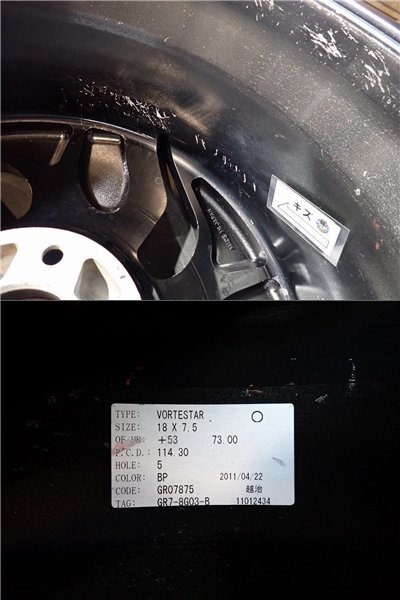 キズ
TYPE: VORTESTAR
SIZE: 18 X 7.5
OF/HB: +53 73.00
P.C.D.: 114.30
HOLE: 5
COLOR: BP 2011/04/22
CODE: GR07875 越治
TAG: GR7-8G03-B 11012434